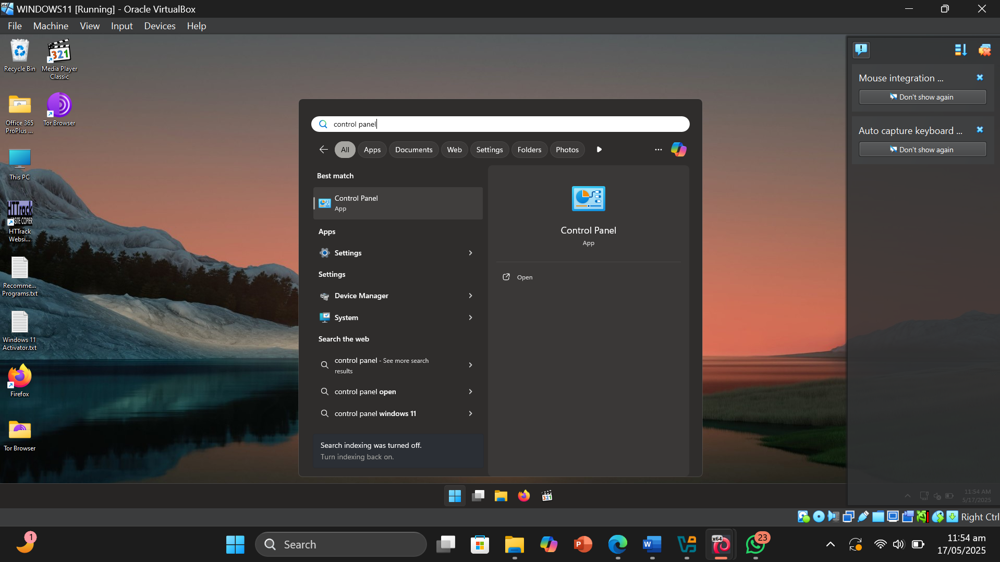 WINDOWS11 [Running] - Oracle VirtualBox
File Machine View Input Devices Help
Recycle Bin
Media Player
Classic
Office 365
ProPlus ...
Tor Browser
This PC
HTTrack
WEBSITE COPIER
HTTrack
Websi...
Recomme...
Programs.txt
Windows 11
Activator.txt
Firefox
Tor Browser
control panel
All Apps Documents Web Settings Folders Photos
Best match
Control Panel
App
Apps
Settings
Settings
Device Manager
System
Search the web
control panel - See more search
results
control panel open
control panel windows 11
Search indexing was turned off.
Turn indexing back on.
Control Panel
App
Open
Mouse integration ...
Don't show again
Auto capture keyboard ...
Don't show again
321
11:54 AM
5/17/2025
Right Ctrl
1
Search
x64
23
11:54 am
17/05/2025